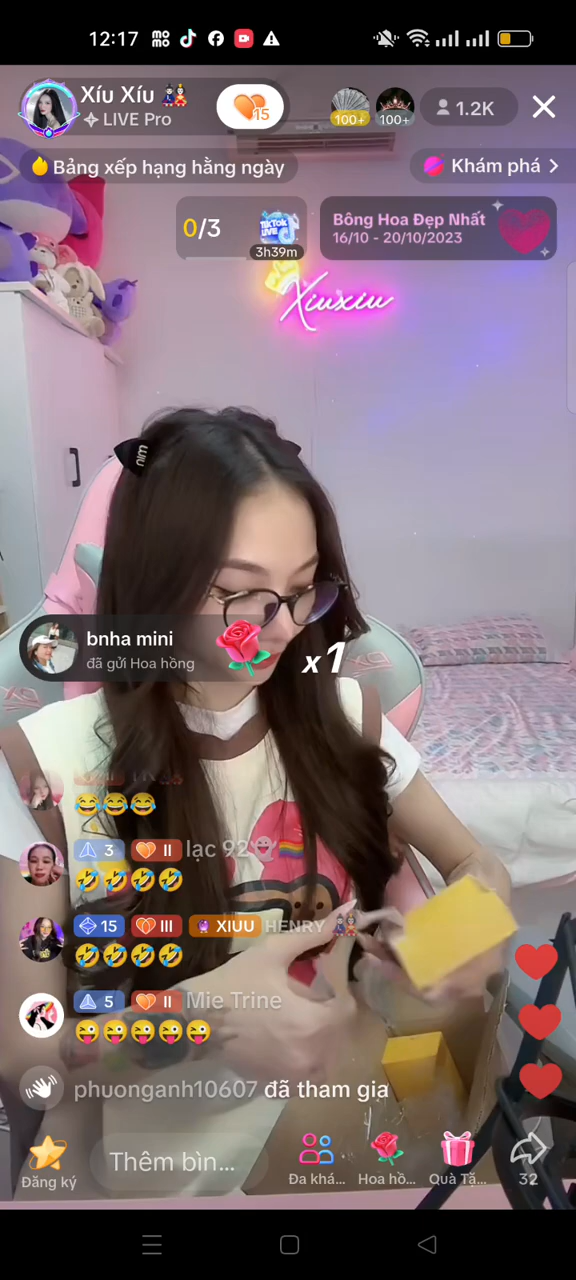 12:17
Xíu Xíu
LIVE Pro
15
100+
100+
1.2K
Bảng xếp hạng hằng ngày
Khám phá
0/3
TikTok LIVE
3h39m
Bông Hoa Đẹp Nhất
16/10 - 20/10/2023
Xiuxiu
bnha mini
đã gửi Hoa hồng
x1
3 II lạc 92
15 III XIUU HENRY
5 II Mie Trine
phuonganh10607 đã tham gia
Đăng ký
Thêm bìn...
Đa khá...
Hoa hồ...
Quà Tặ...
32